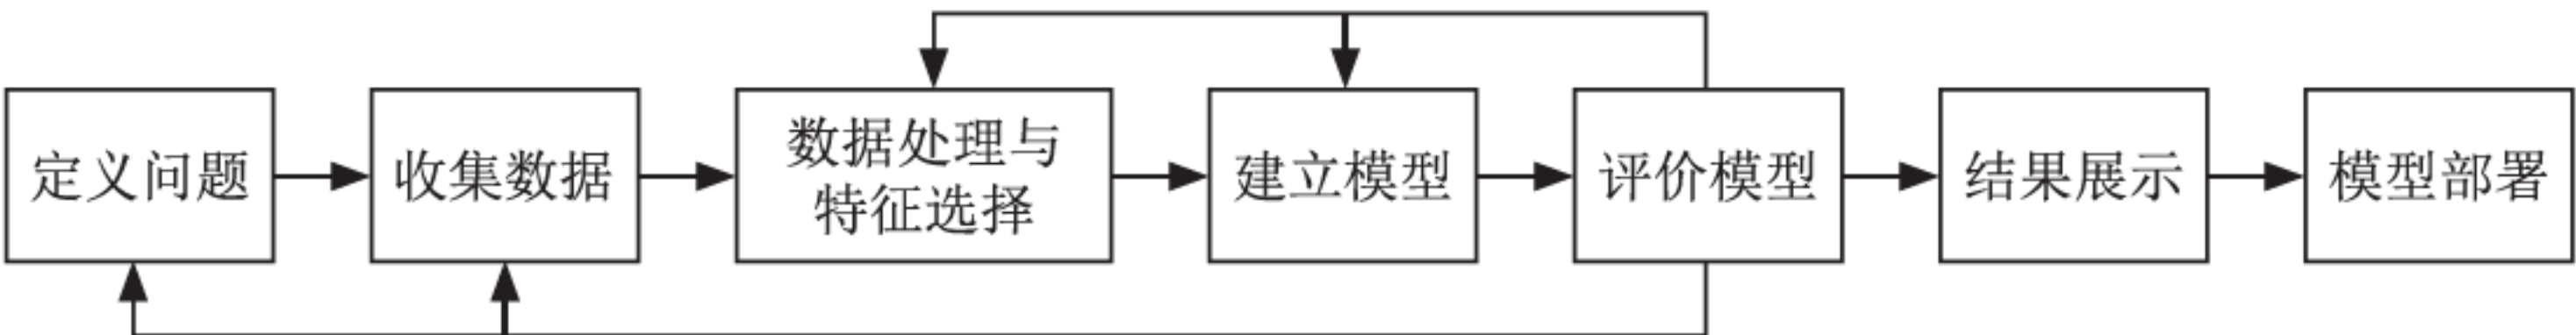 定义问题
收集数据
数据处理与
特征选择
建立模型
评价模型
结果展示
模型部署